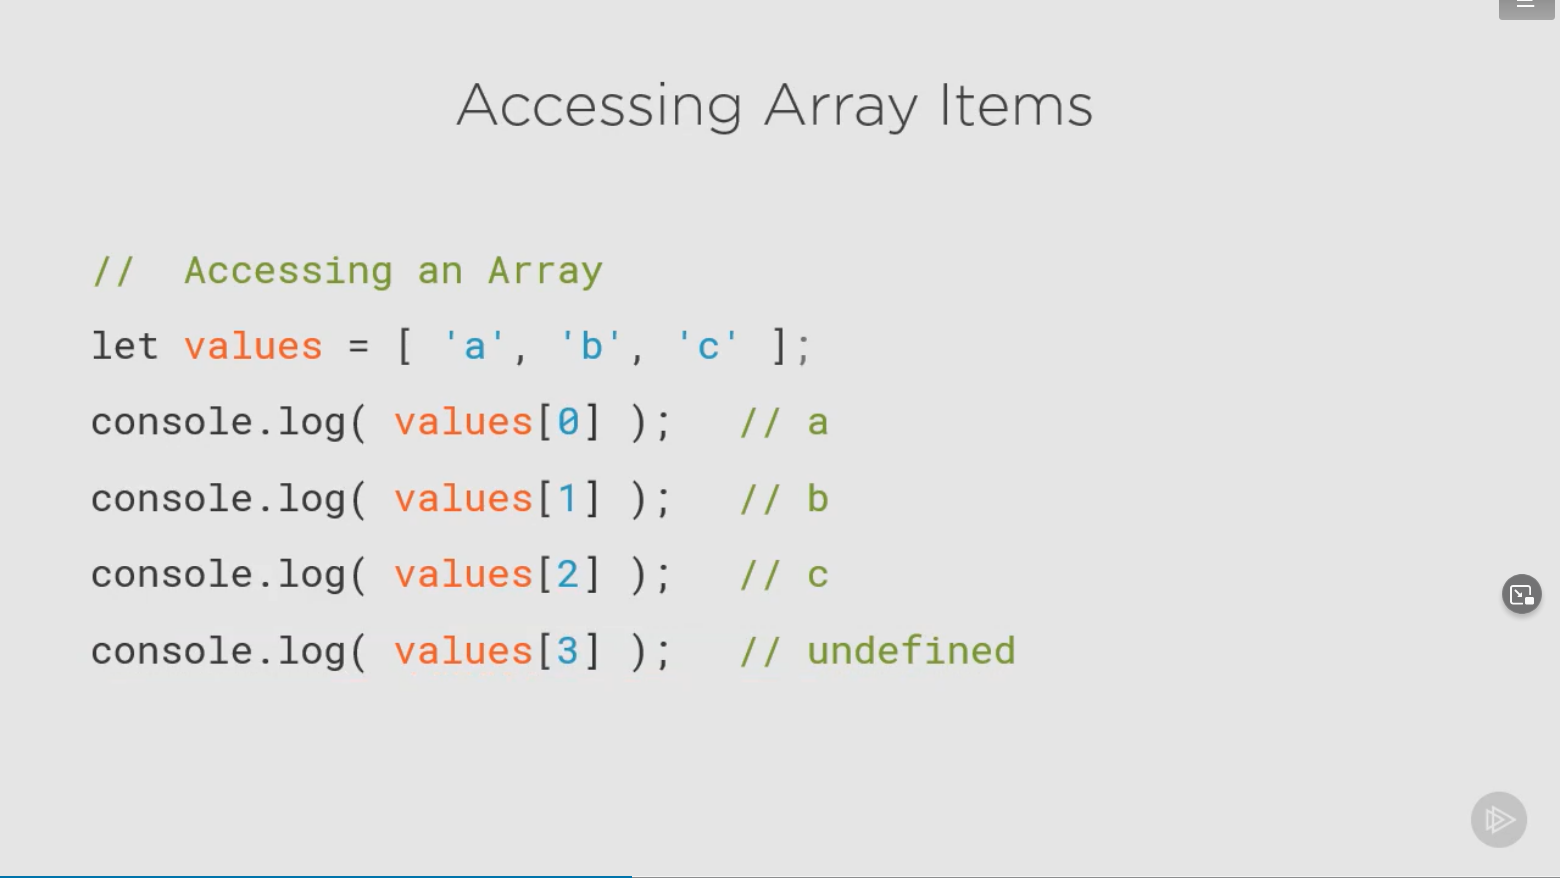 Accessing Array Items
//  Accessing an Array
let values = [ 'a', 'b', 'c' ];
console.log( values[0] );   // a
console.log( values[1] );   // b
console.log( values[2] );   // c
console.log( values[3] );   // undefined